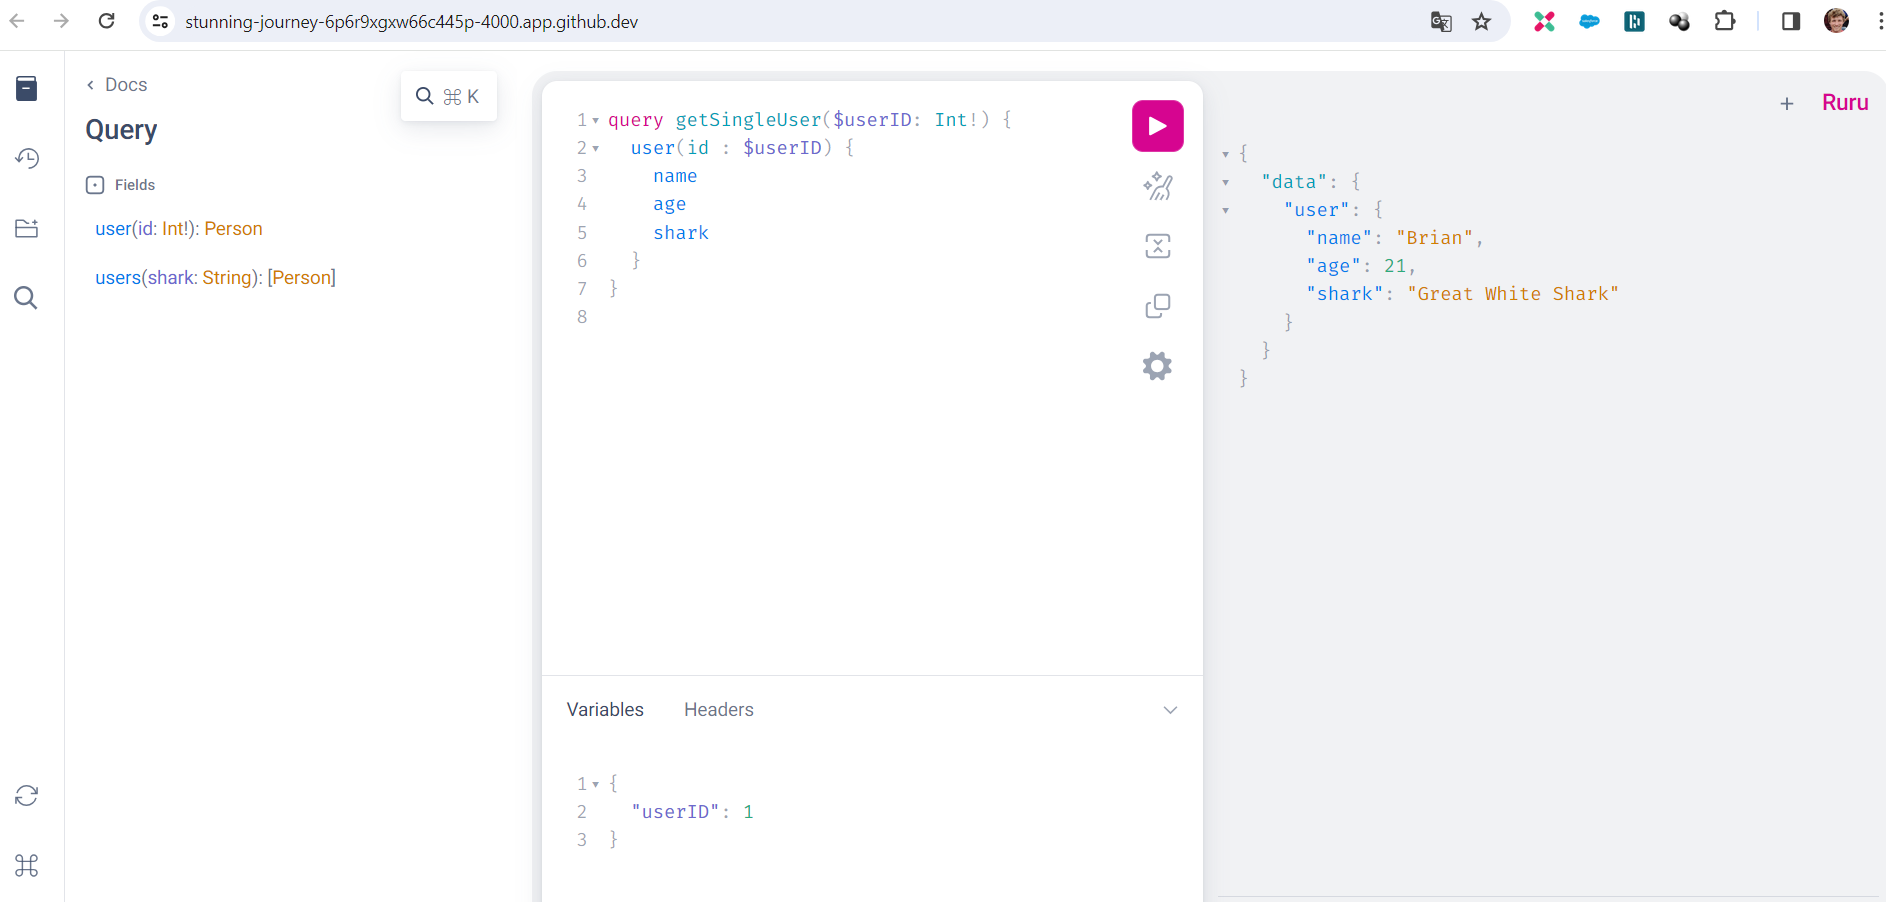 stunning-journey-6p6r9xgxw66c445p-4000.app.github.dev
Docs
⌘ K
Query
Fields
user(id: Int!): Person
users(shark: String): [Person]
1 query getSingleUser($userID: Int!) {
2 user(id : $userID) {
3 name
4 age
5 shark
6 }
7 }
8
Variables Headers
1 {
2 "userID": 1
3 }
+ Ruru
{
"data": {
"user": {
"name": "Brian",
"age": 21,
"shark": "Great White Shark"
}
}
}